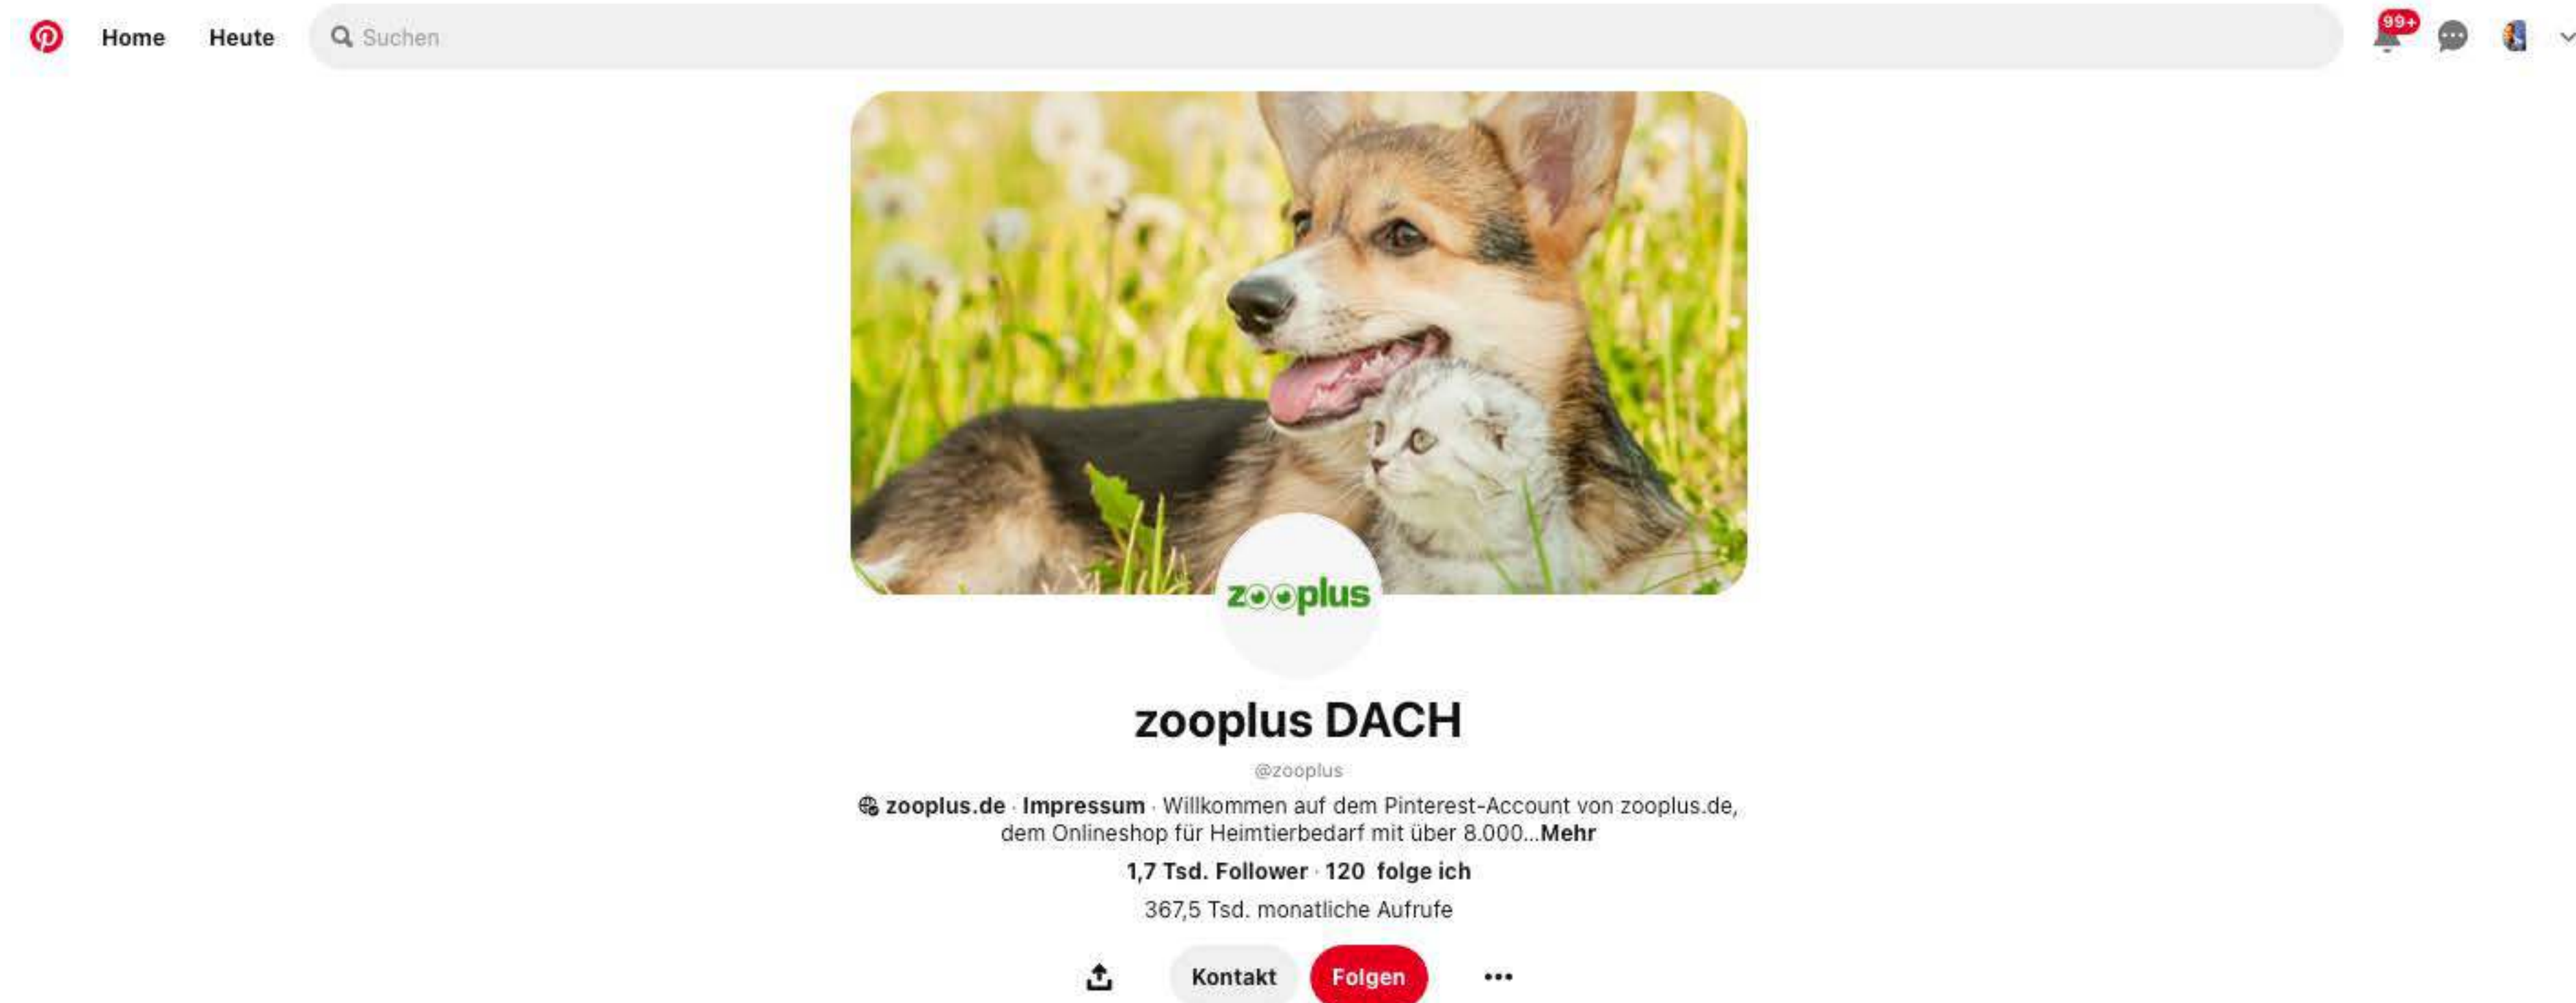 Home Heute Suchen 99+
zooplus
zooplus DACH
@zooplus
zooplus.de · Impressum · Willkommen auf dem Pinterest-Account von zooplus.de,
dem Onlineshop für Heimtierbedarf mit über 8.000...Mehr
1,7 Tsd. Follower · 120 folge ich
367,5 Tsd. monatliche Aufrufe
Kontakt Folgen